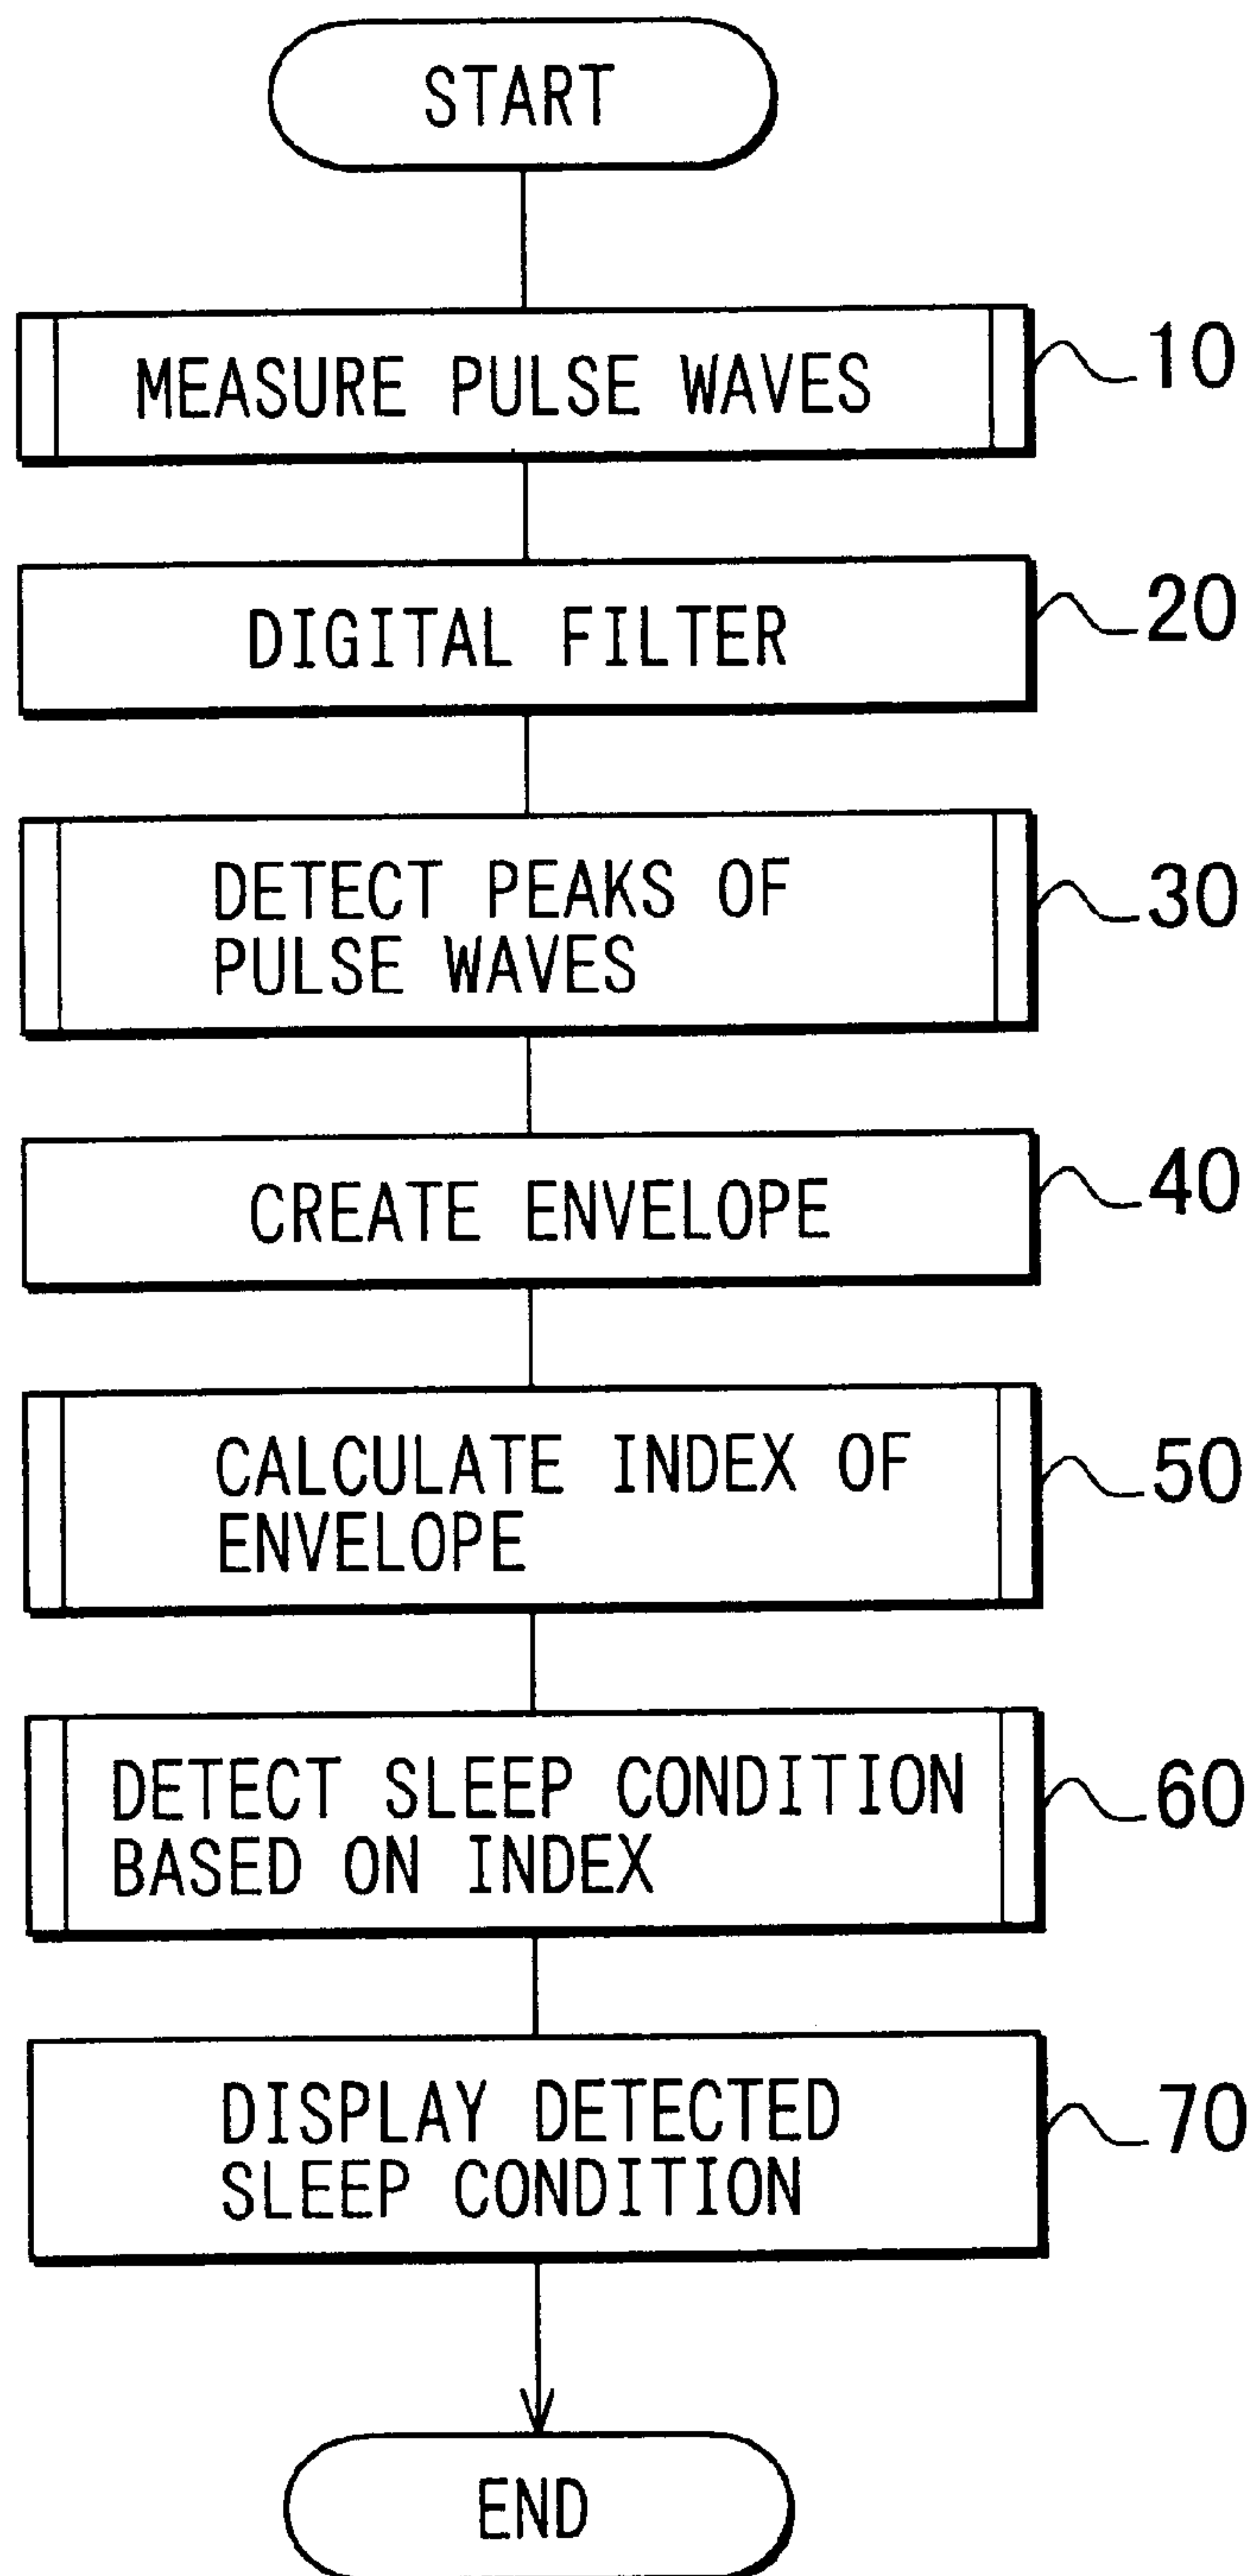 START
MEASURE PULSE WAVES
10
DIGITAL FILTER
20
DETECT PEAKS OF
PULSE WAVES
30
CREATE ENVELOPE
40
CALCULATE INDEX OF
ENVELOPE
50
DETECT SLEEP CONDITION
BASED ON INDEX
60
DISPLAY DETECTED
SLEEP CONDITION
70
END